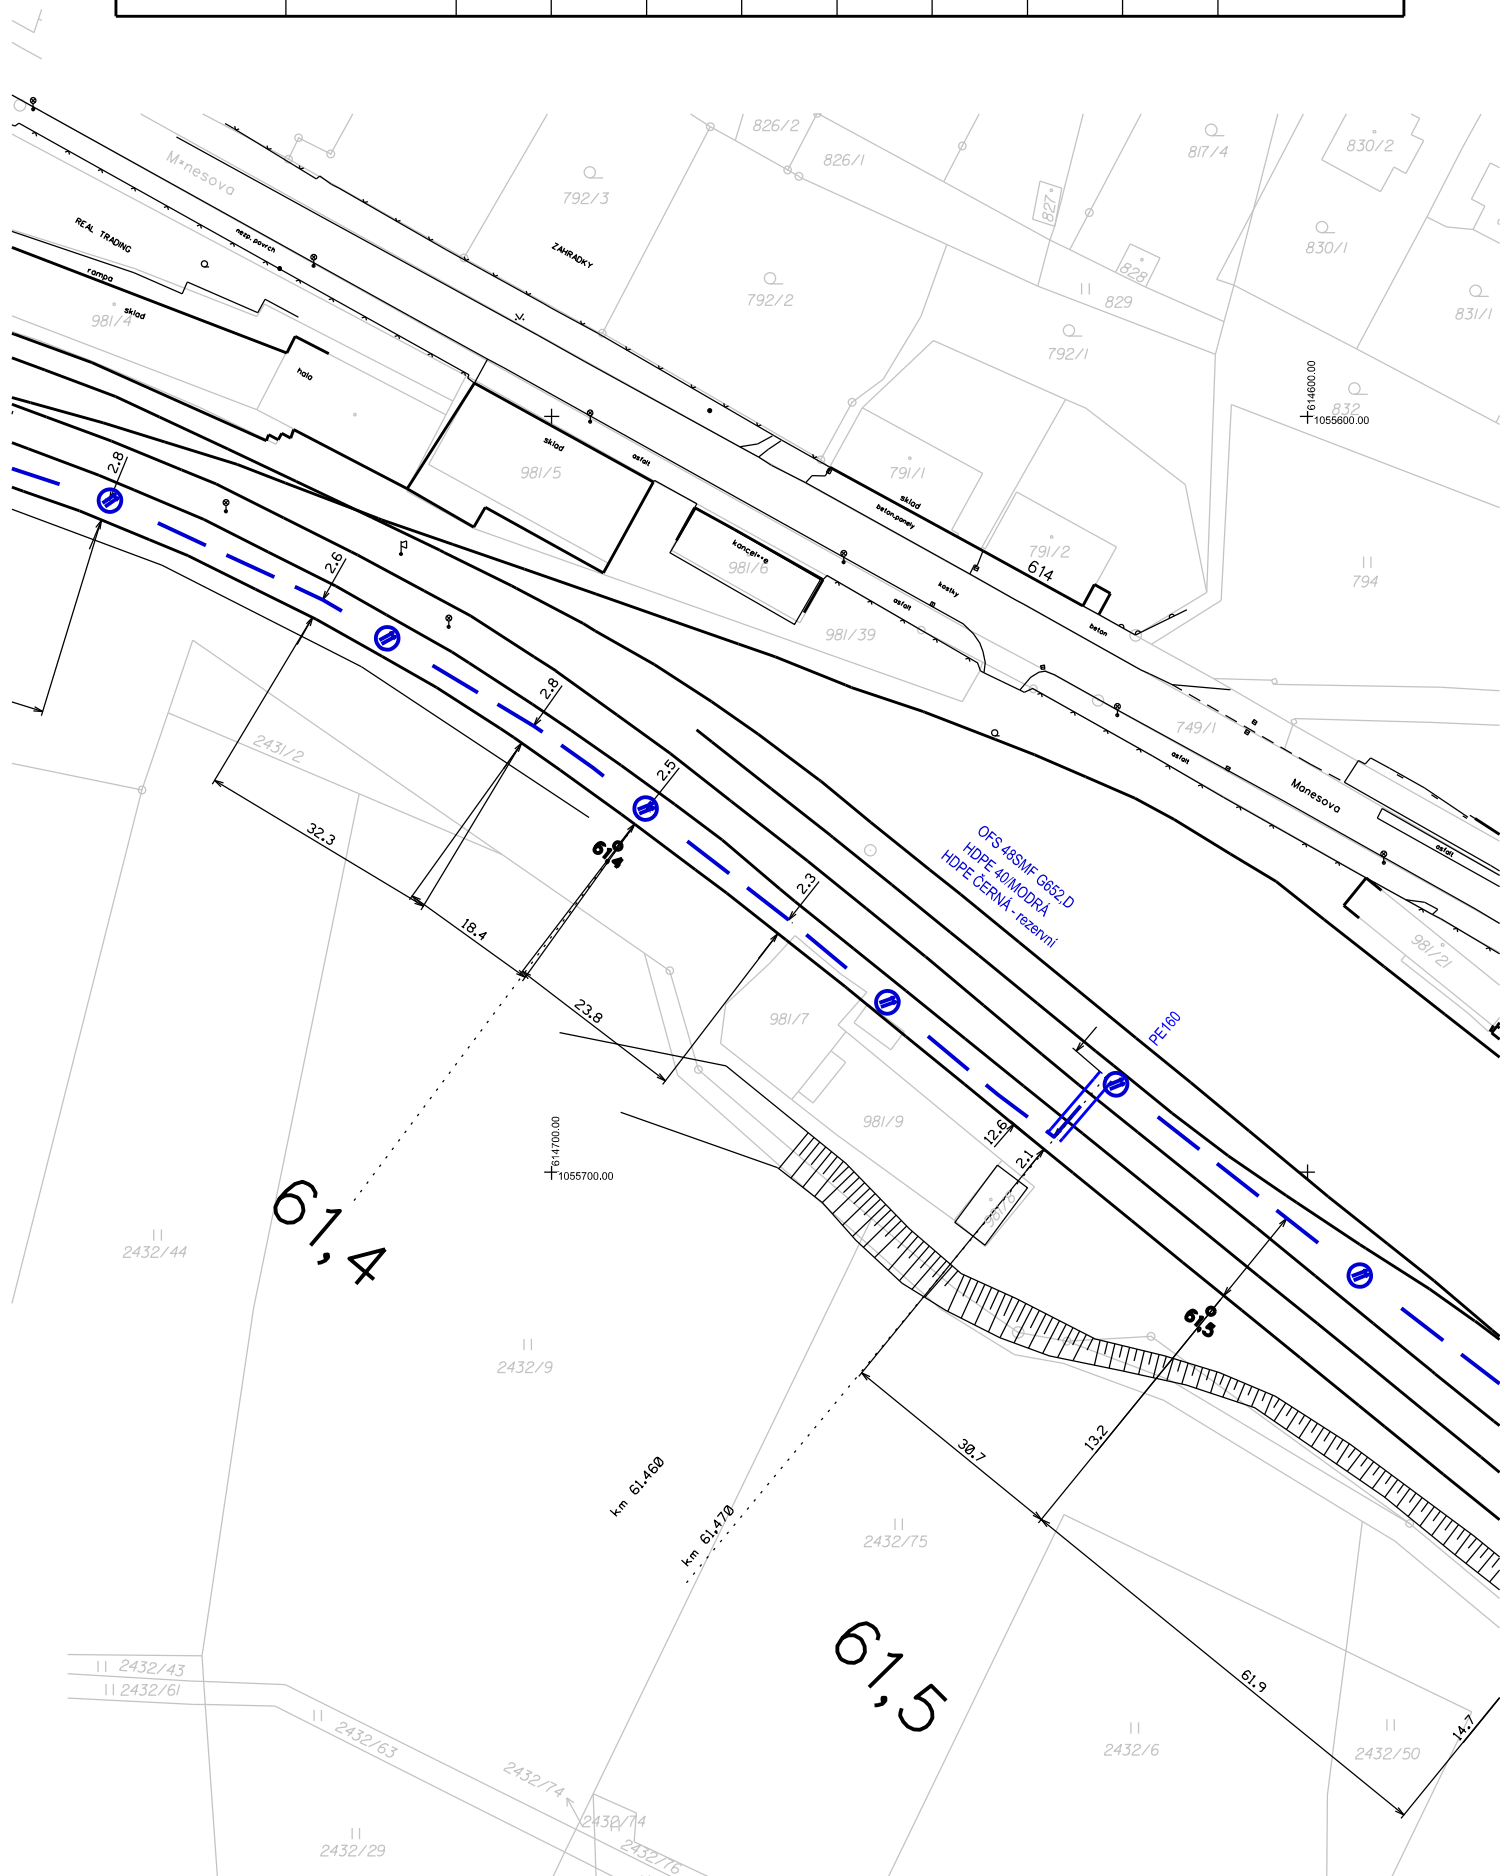 826/2
826/1
817/4
830/2
Manesova
792/3
827
REAL TRADING
nezp. povrch
ZAHRADKY
830/1
rampa
792/2
828
829
981/4
sklad
831/1
792/1
hala
614600.00
1055600.00
832
sklad
asfalt
981/5
791/1
sklad
2.8
beton.panely
791/2
981/6
614
794
2.6
kostky
asfalt
981/39
beton
2.8
749/1
2431/2
asfalt
2.5
Manesova
32.3
61,4
OFS 48SMF G652,D
HDPE 40/MODRÁ
HDPE ČERNÁ - rezervní
asfalt
2.3
18.4
981/21
23.8
981/7
PE160
981/9
12.6
2.1
614700.00
1055700.00
981/8
61,4
2432/44
61,5
2432/9
13.2
30.7
km 61.460
km 61.470
2432/75
61,5
61.9
14.7
2432/43
2432/61
2432/63
2432/6
2432/50
2432/74
2432/74
2432/29
2432/76